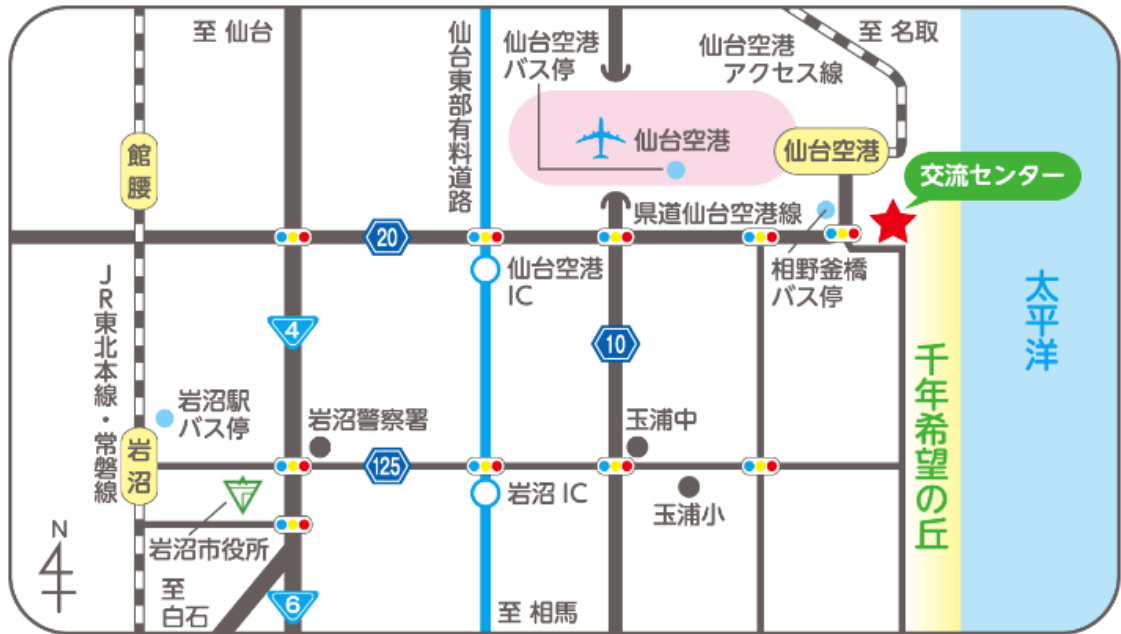 至 仙台
仙台東部有料道路
仙台空港
バス停
仙台空港
アクセス線
至 名取
館腰
仙台空港
仙台空港
交流センター
県道仙台空港線
20
仙台空港
IC
相野釜橋
バス停
太平洋
JR東北本線・常磐線
4
10
千年希望の丘
岩沼駅
バス停
岩沼警察署
玉浦中
岩沼
125
岩沼 IC
玉浦小
N
岩沼市役所
至
白石
6
至 相馬